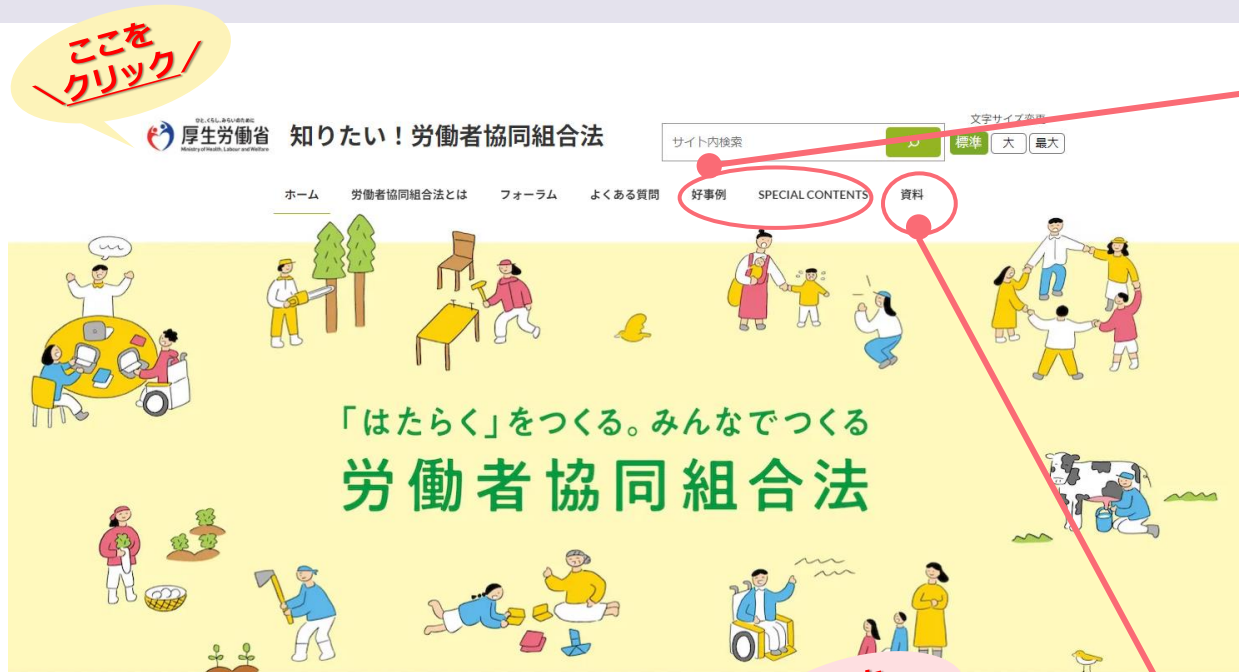 ここを
クリック
ひと、くらし、みらいのために
厚生労働省
Ministry of Health, Labour and Welfare
知りたい！労働者協同組合法
サイト内検索
文字サイズ変更
標準 大 最大
ホーム 労働者協同組合法とは フォーラム よくある質問 好事例 SPECIAL CONTENTS 資料
「はたらく」をつくる。みんなでつくる
労働者協同組合法